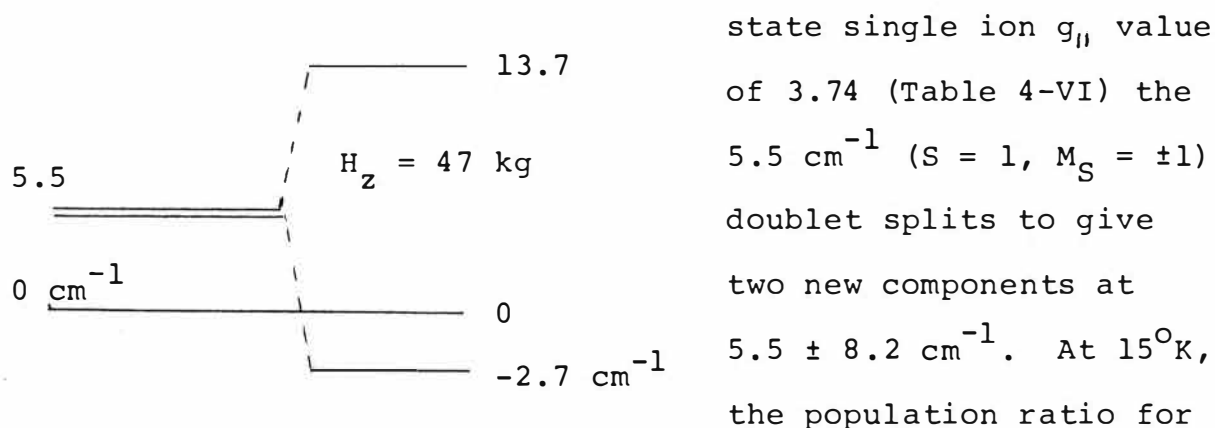 13.7
H_z = 47 kg
5.5
0 cm⁻¹
0
-2.7 cm⁻¹
state single ion g_∥ value
of 3.74 (Table 4-VI) the
5.5 cm⁻¹ (S = 1, M_S = ±1)
doublet splits to give
two new components at
5.5 ± 8.2 cm⁻¹. At 15°K,
the population ratio for